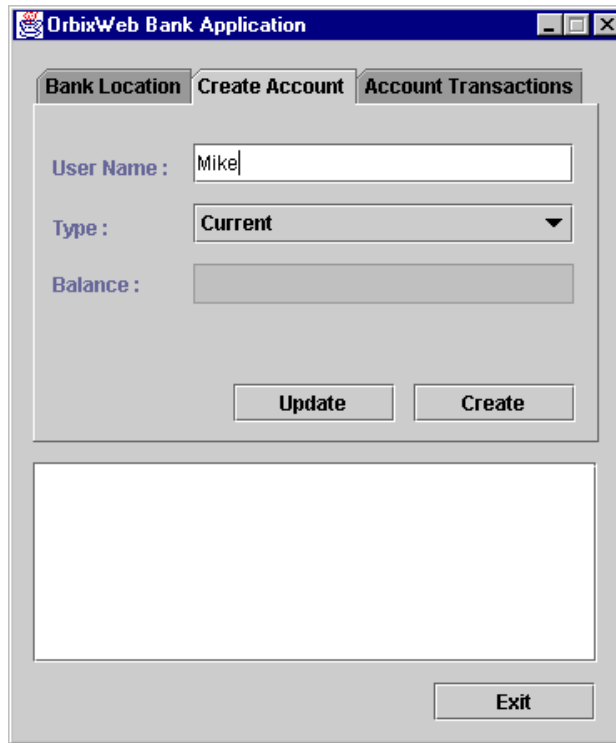 OrbixWeb Bank Application
Bank Location Create Account Account Transactions
User Name : Mike
Type : Current
Balance :
Update Create
Exit